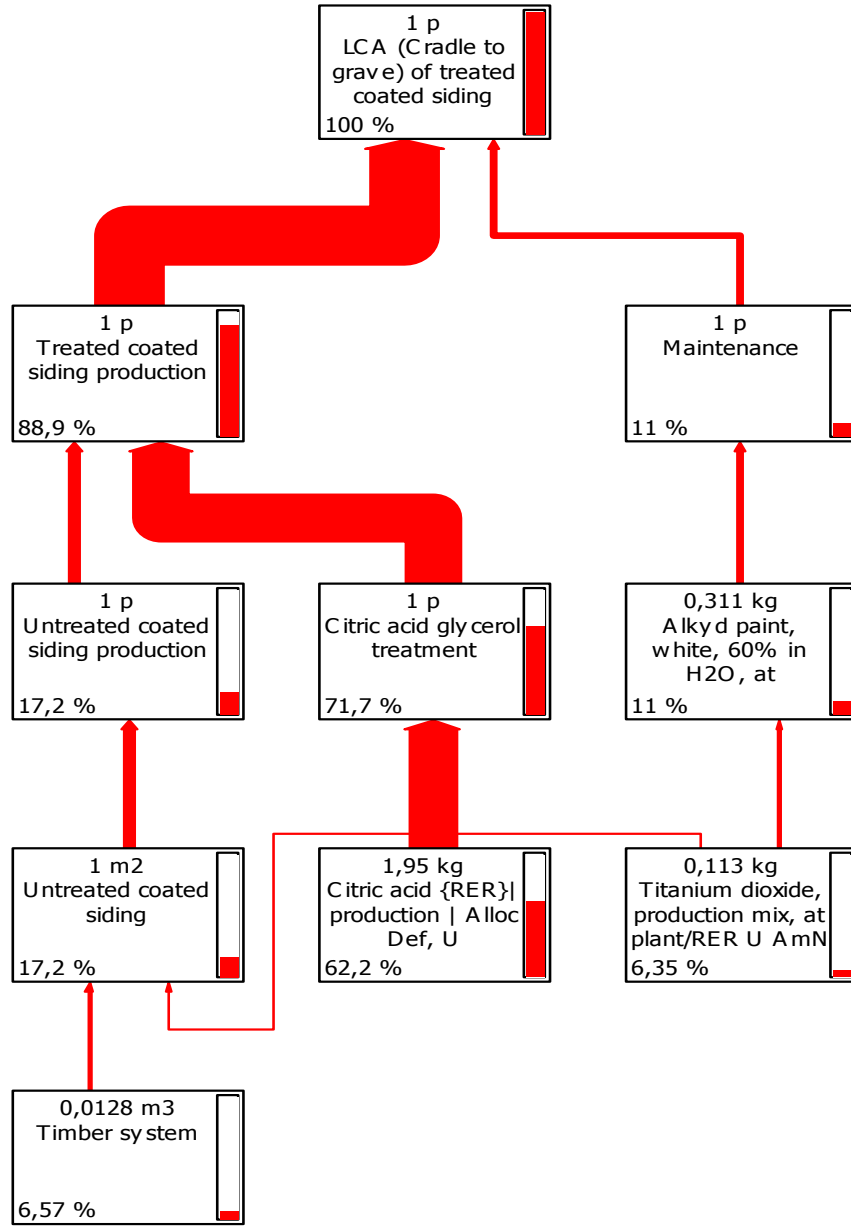 1 p
LCA (Cradle to
grave) of treated
coated siding
100 %
1 p
Treated coated
siding production
88,9 %
1 p
Maintenance
11 %
1 p
Untreated coated
siding production
17,2 %
1 p
Citric acid glycerol
treatment
71,7 %
0,311 kg
Alkyd paint,
white, 60% in
H2O, at
11 %
1 m2
Untreated coated
siding
17,2 %
1,95 kg
Citric acid {RER}|
production | Alloc
Def, U
62,2 %
0,113 kg
Titanium dioxide,
production mix, at
plant/RER U AmN
6,35 %
0,0128 m3
Timber system
6,57 %